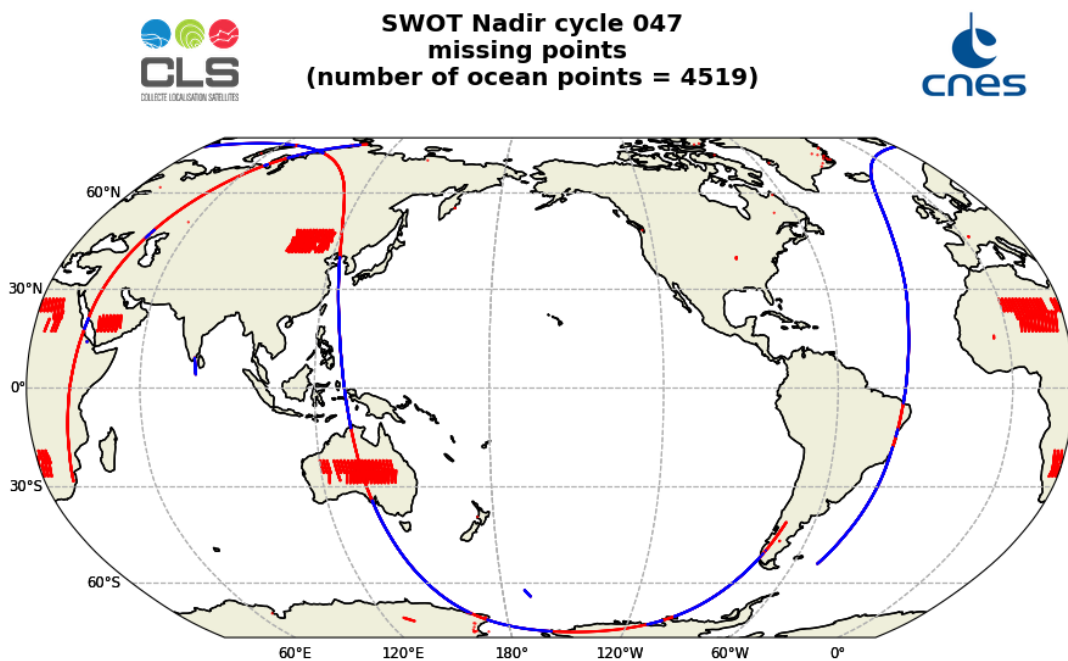 SWOT Nadir cycle 047
missing points
(number of ocean points = 4519)
CLS
COLLECTE LOCALISATION SATELLITES
cnes
60°N
30°N
0°
30°S
60°S
60°E 120°E 180° 120°W 60°W 0°